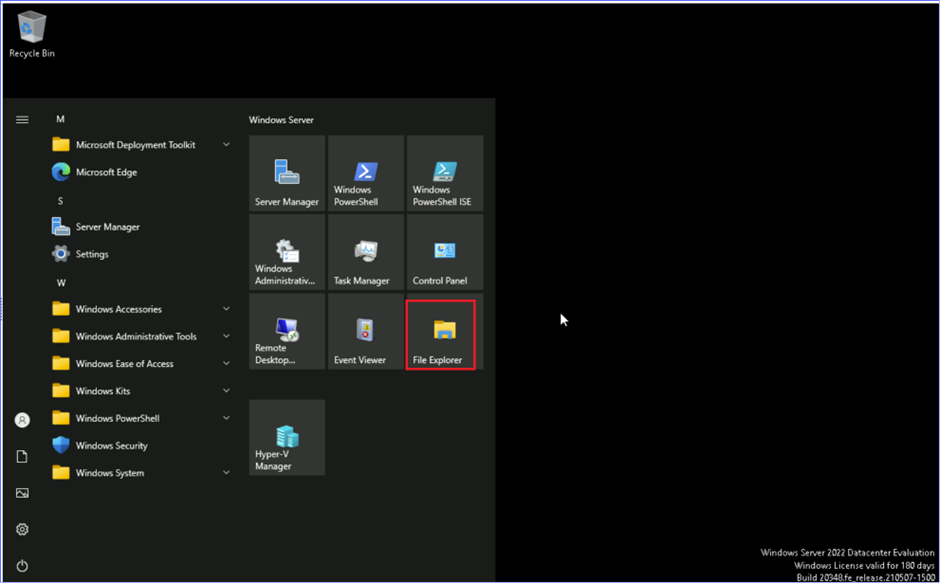 Recycle Bin
M
Microsoft Deployment Toolkit
Microsoft Edge
S
Server Manager
Settings
W
Windows Accessories
Windows Administrative Tools
Windows Ease of Access
Windows Kits
Windows PowerShell
Windows Security
Windows System
Windows Server
Server Manager
Windows
PowerShell
Windows
PowerShell ISE
Windows
Administrativ...
Task Manager
Control Panel
Remote
Desktop...
Event Viewer
File Explorer
Hyper-V
Manager
Windows Server 2022 Datacenter Evaluation
Windows License valid for 180 days
Build 20348.fe_release.210507-1500